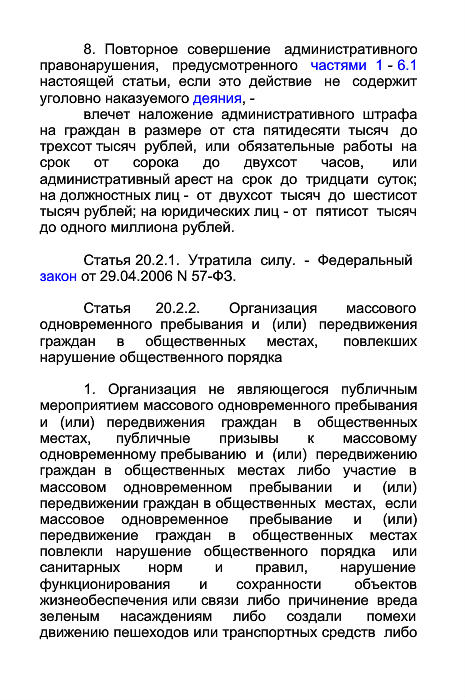 8. Повторное совершение административного
правонарушения, предусмотренного частями 1 - 6.1
настоящей статьи, если это действие не содержит
уголовно наказуемого деяния, -
влечет наложение административного штрафа
на граждан в размере от ста пятидесяти тысяч до
трехсот тысяч рублей, или обязательные работы на
срок от сорока до двухсот часов, или
административный арест на срок до тридцати суток;
на должностных лиц - от двухсот тысяч до шестисот
тысяч рублей; на юридических лиц - от пятисот тысяч
до одного миллиона рублей.
Статья 20.2.1. Утратила силу. - Федеральный
закон от 29.04.2006 N 57-ФЗ.
Статья 20.2.2. Организация массового
одновременного пребывания и (или) передвижения
граждан в общественных местах, повлекших
нарушение общественного порядка
1. Организация не являющегося публичным
мероприятием массового одновременного пребывания
и (или) передвижения граждан в общественных
местах, публичные призывы к массовому
одновременному пребыванию и (или) передвижению
граждан в общественных местах либо участие в
массовом одновременном пребывании и (или)
передвижении граждан в общественных местах, если
массовое одновременное пребывание и (или)
передвижение граждан в общественных местах
повлекли нарушение общественного порядка или
санитарных норм и правил, нарушение
функционирования и сохранности объектов
жизнеобеспечения или связи либо причинение вреда
зеленым насаждениям либо создали помехи
движению пешеходов или транспортных средств либо